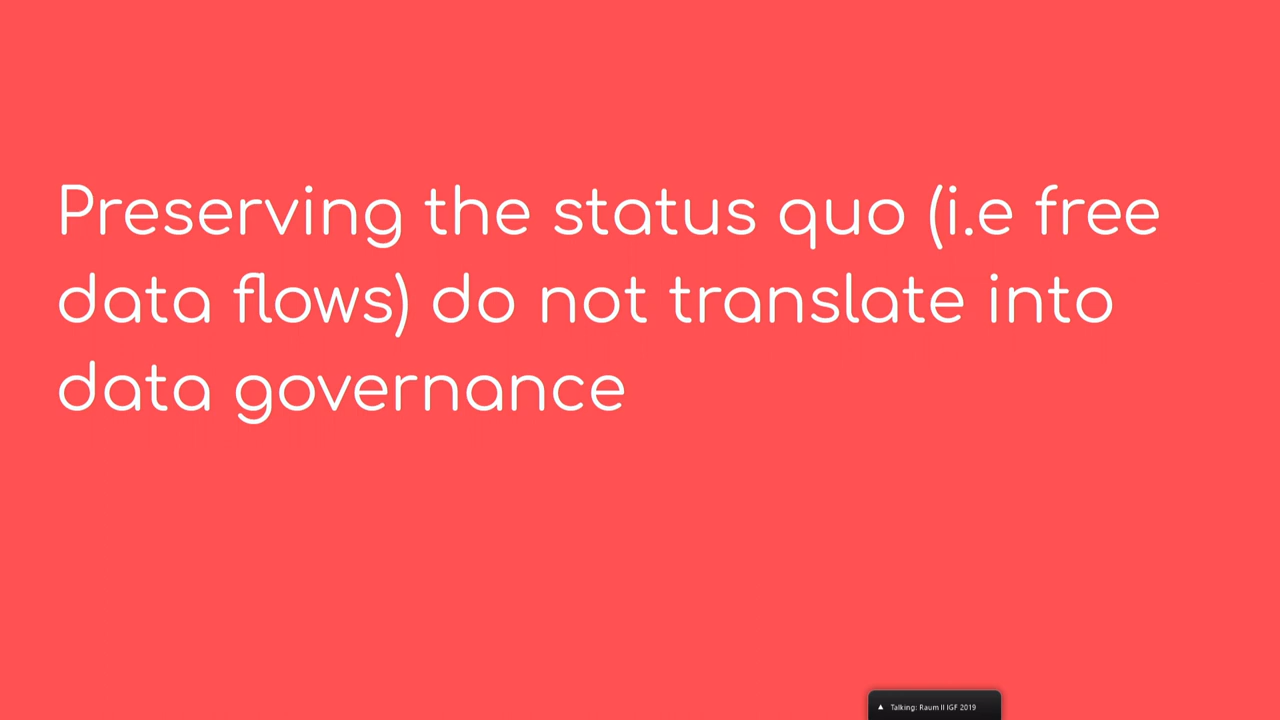 Preserving the status quo (i.e free
data flows) do not translate into
data governance
Talking: Raum II IGF 2019